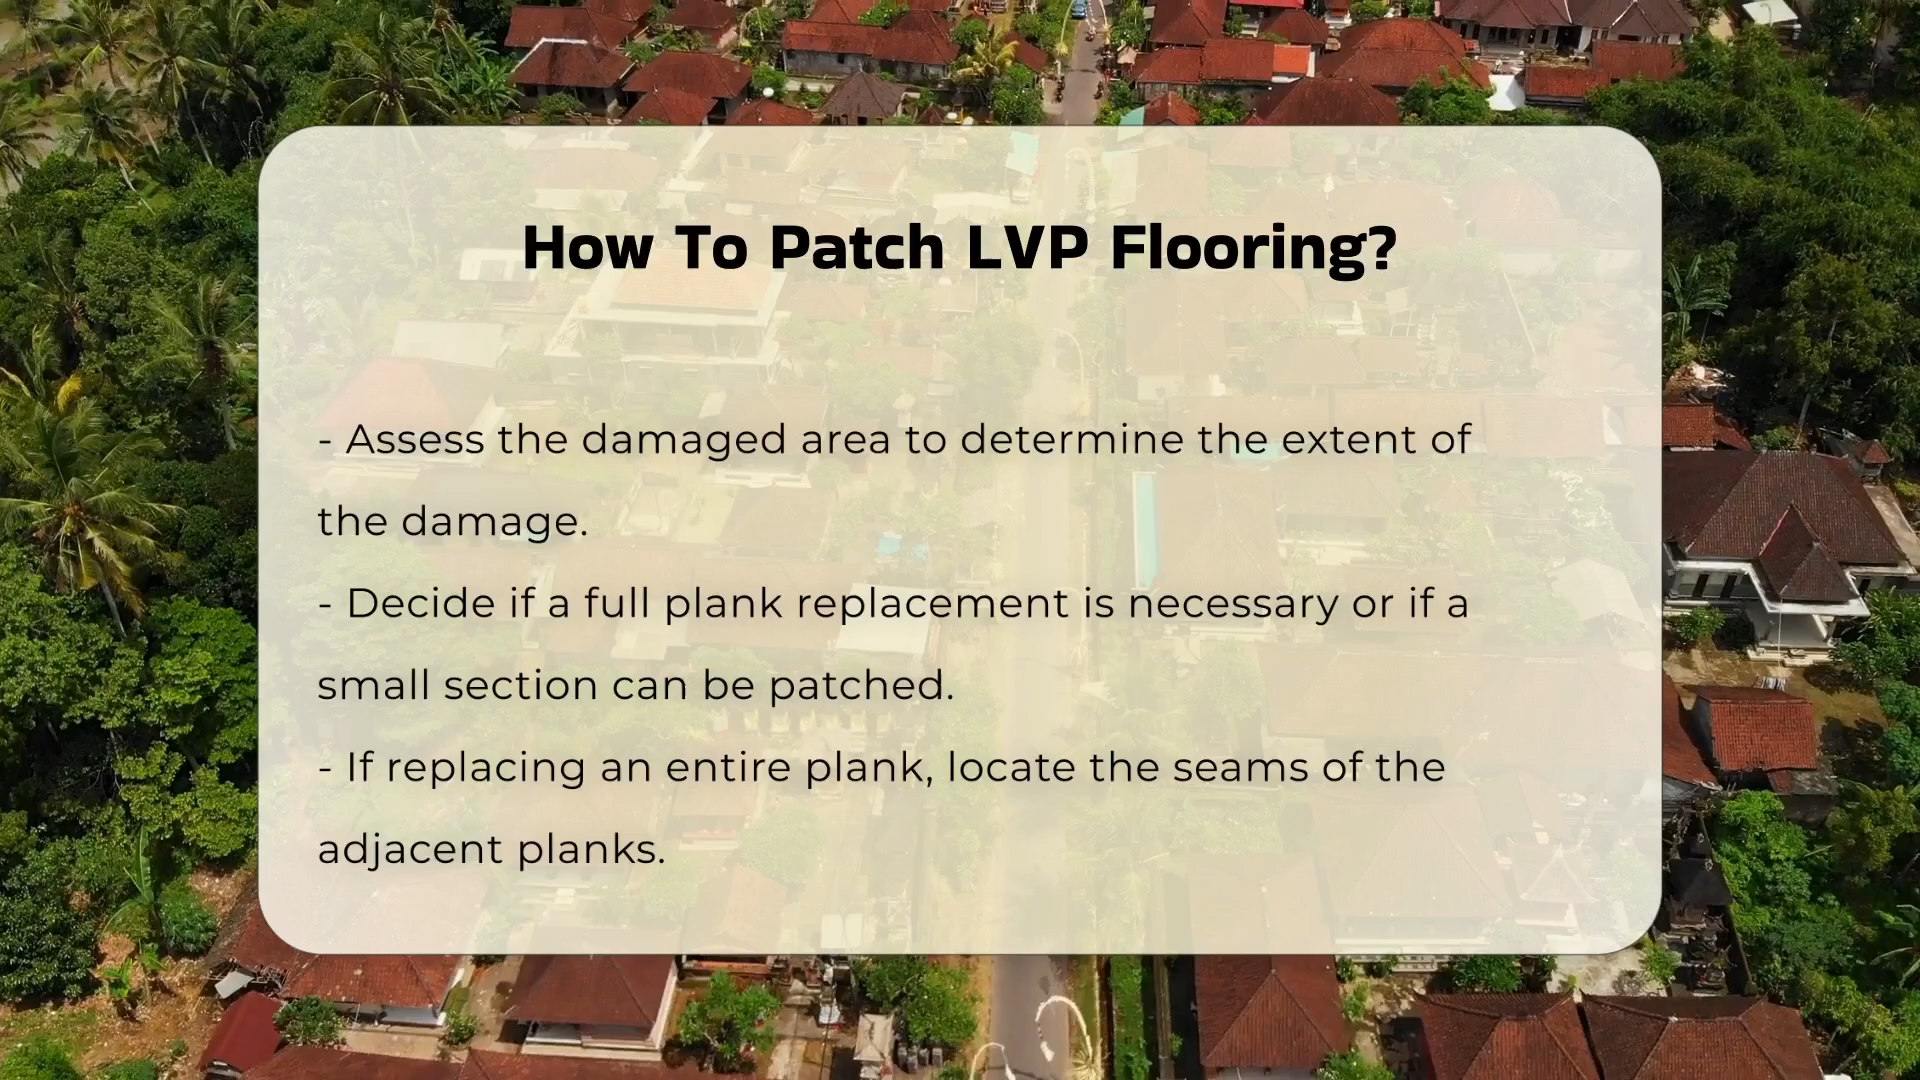 How To Patch LVP Flooring?
- Assess the damaged area to determine the extent of
the damage.
- Decide if a full plank replacement is necessary or if a
small section can be patched.
- If replacing an entire plank, locate the seams of the
adjacent planks.